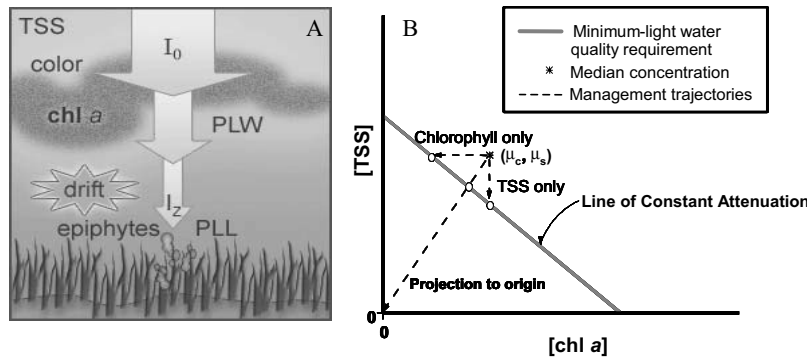 TSS
A
I0
color
chl a
PLW
drift
IZ
epiphytes
PLL
B
Minimum-light water
quality requirement
Median concentration
Management trajectories
[TSS]
Chlorophyll only
(μc, μs)
TSS only
Line of Constant Attenuation
Projection to origin
0
0
[chl a]